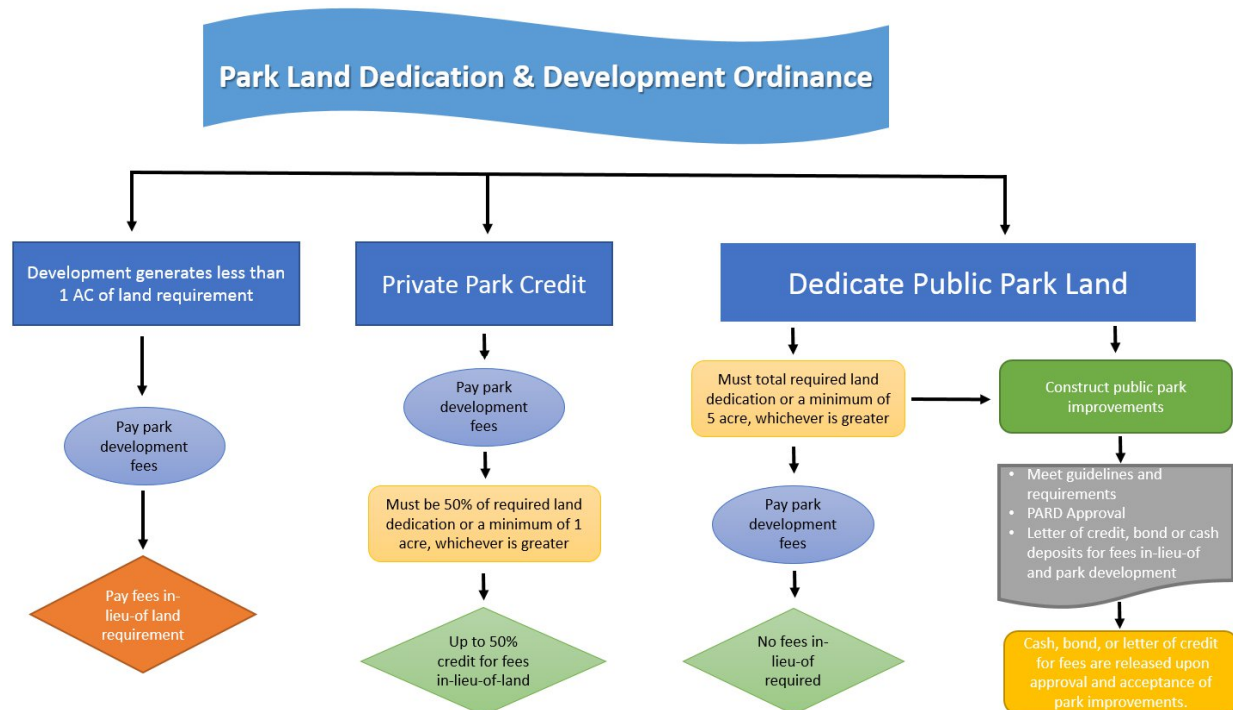 Park Land Dedication & Development Ordinance
Development generates less than
1 AC of land requirement
Pay park
development
fees
Pay fees in-
lieu-of land
requirement
Private Park Credit
Pay park
development
fees
Must be 50% of required land
dedication or a minimum of 1
acre, whichever is greater
Up to 50%
credit for fees
in-lieu-of-land
Dedicate Public Park Land
Must total required land
dedication or a minimum of
5 acre, whichever is greater
Pay park
development
fees
No fees in-
lieu-of
required
Construct public park
improvements
• Meet guidelines and
requirements
• PARD Approval
• Letter of credit, bond or cash
deposits for fees in-lieu-of
and park development
Cash, bond, or letter of credit
for fees are released upon
approval and acceptance of
park improvements.